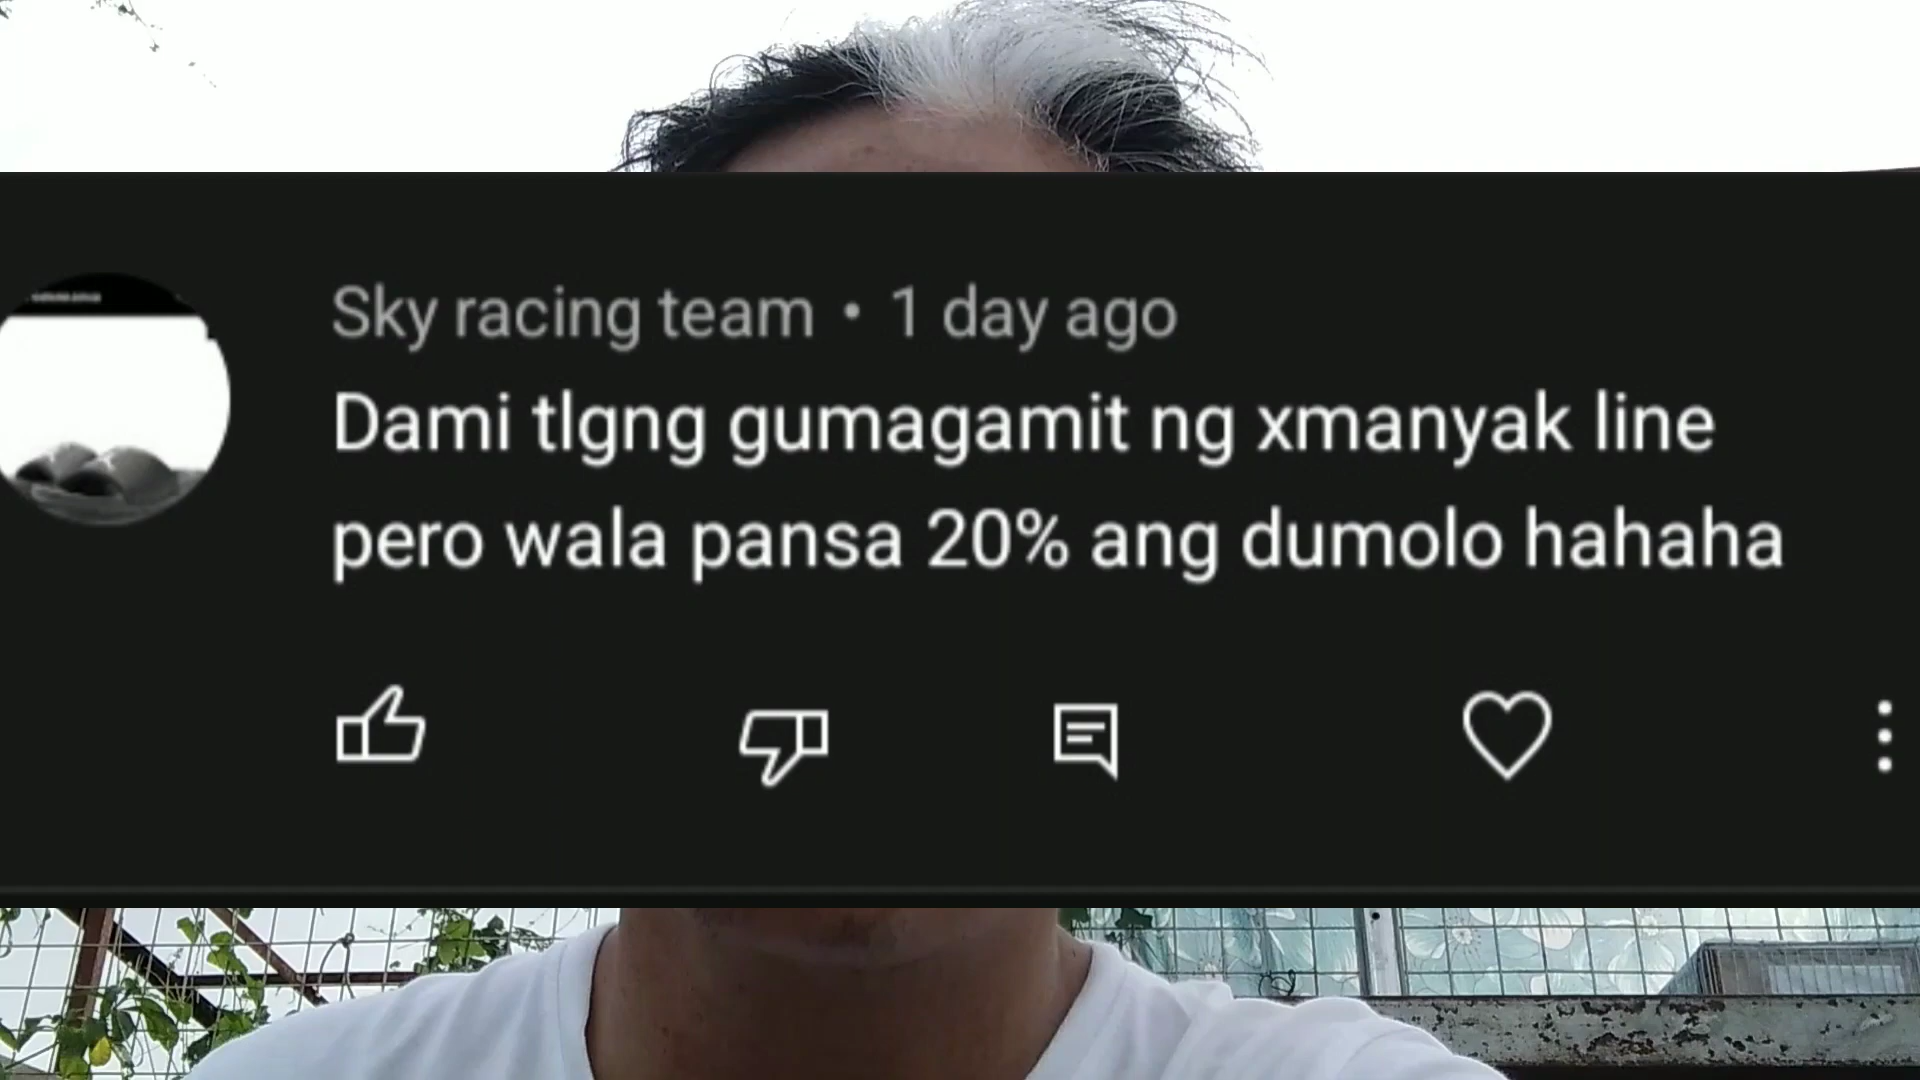 Sky racing team • 1 day ago
Dami tlgng gumagamit ng xmanyak line
pero wala pansa 20% ang dumolo hahaha